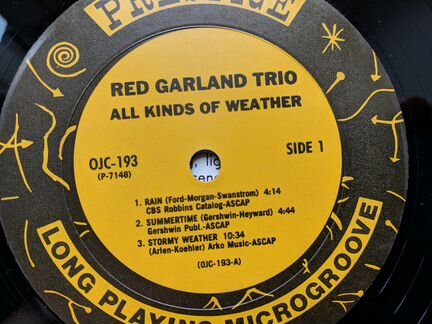 PRESTIGE
RED GARLAND TRIO
ALL KINDS OF WEATHER
OJC-193
(P-7148)
SIDE 1
1. RAIN (Ford-Morgan-Swanstrom) 4:14
CBS Robbins Catalog-ASCAP
2. SUMMERTIME (Gershwin-Heyward) 4:44
Gershwin Publ.-ASCAP
3. STORMY WEATHER 10:34
(Arlen-Koehler) Arko Music-ASCAP
(OJC-193-A)
LONG PLAYING MICROGROOVE